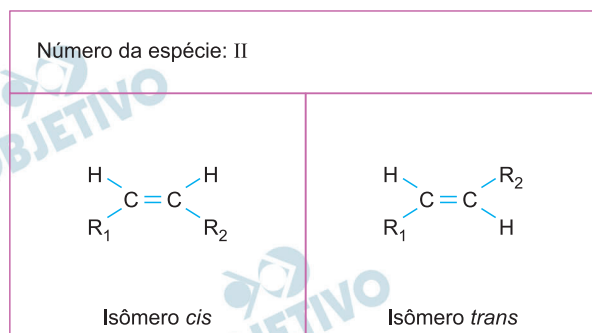 Número da espécie: II
OBJETIVO
H H
C = C
R₁ R₂
H R₂
C = C
R₁ H
Isômero cis
Isômero trans
OBJETIVO